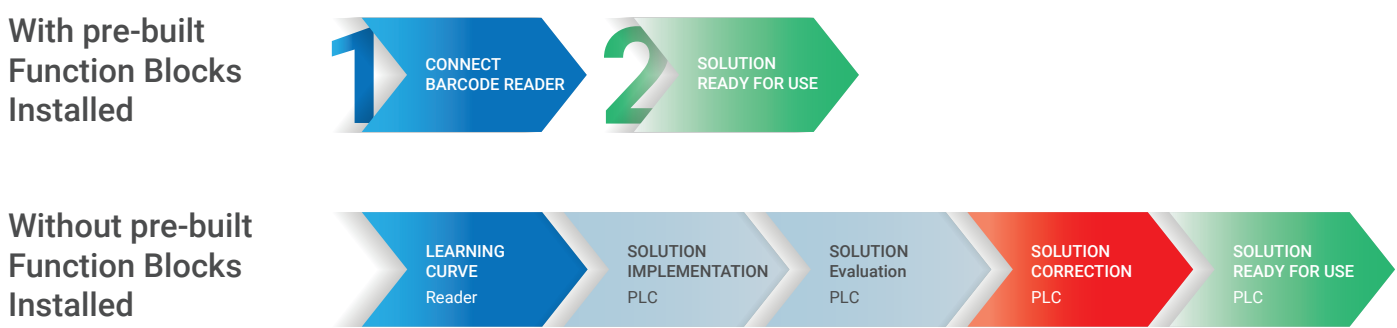 With pre-built
Function Blocks
Installed
1
CONNECT
BARCODE READER
2
SOLUTION
READY FOR USE
Without pre-built
Function Blocks
Installed
LEARNING
CURVE
Reader
SOLUTION
IMPLEMENTATION
PLC
SOLUTION
Evaluation
PLC
SOLUTION
CORRECTION
PLC
SOLUTION
READY FOR USE
PLC